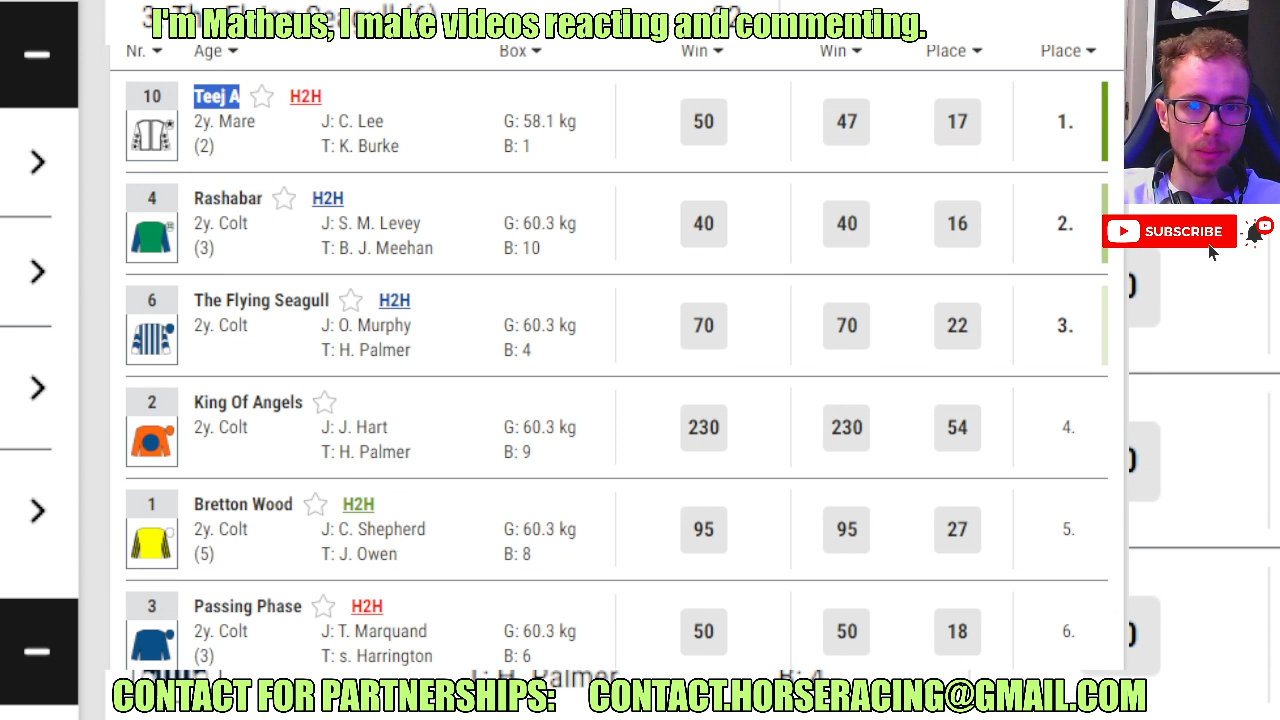 I'm Matheus, I make videos reacting and commenting.
Nr. Age Box Win Win Place Place
10 Teej A H2H
2y. Mare J: C. Lee G: 58.1 kg 50 47 17 1.
(2) T: K. Burke B: 1
4 Rashabar H2H
2y. Colt J: S. M. Levey G: 60.3 kg 40 40 16 2.
(3) T: B. J. Meehan B: 10
SUBSCRIBE
6 The Flying Seagull H2H
2y. Colt J: O. Murphy G: 60.3 kg 70 70 22 3.
T: H. Palmer B: 4
2 King Of Angels
2y. Colt J: J. Hart G: 60.3 kg 230 230 54 4.
T: H. Palmer B: 9
1 Bretton Wood H2H
2y. Colt J: C. Shepherd G: 60.3 kg 95 95 27 5.
(5) T: J. Owen B: 8
3 Passing Phase H2H
2y. Colt J: T. Marquand G: 60.3 kg 50 50 18 6.
(3) T: s. Harrington B: 6
CONTACT FOR PARTNERSHIPS: CONTACT.HORSERACING@GMAIL.COM